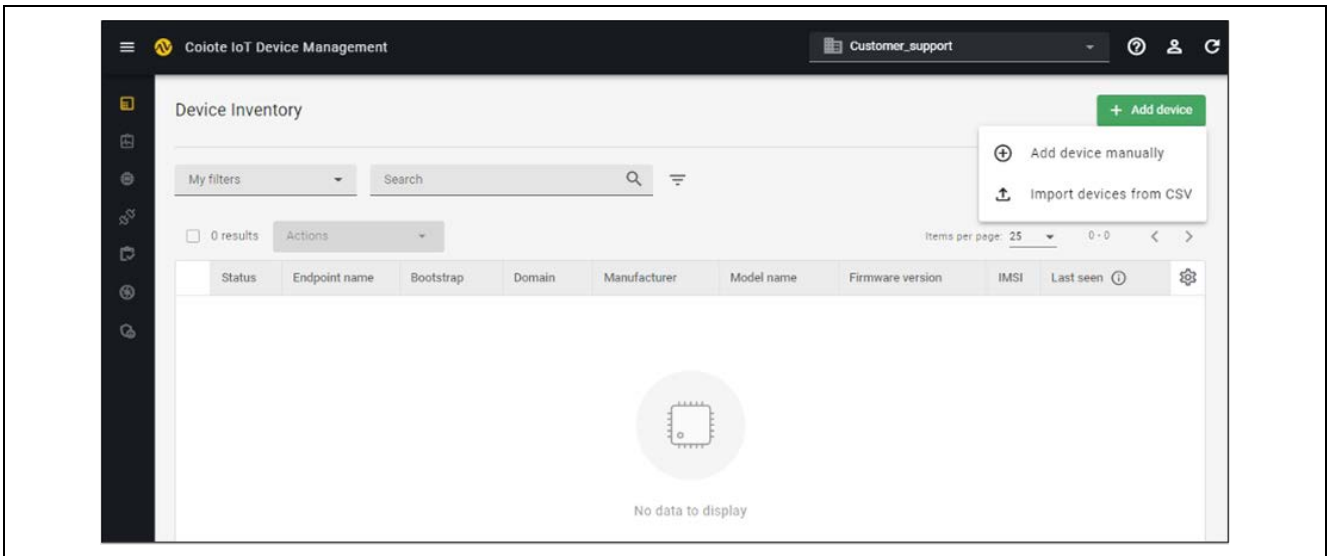 Coiote IoT Device Management Customer_support
Device Inventory + Add device
Add device manually
My filters Search
Import devices from CSV
0 results Actions Items per page: 25 0 - 0
Status Endpoint name Bootstrap Domain Manufacturer Model name Firmware version IMSI Last seen
No data to display